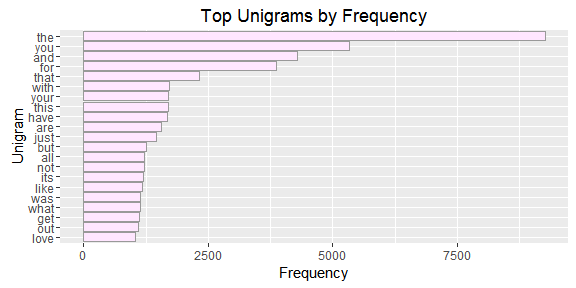 Top Unigrams by Frequency
Unigram
the
you
and
for
that
with
your
this
have
are
just
but
all
not
its
like
was
what
get
out
love
0 2500 5000 7500
Frequency